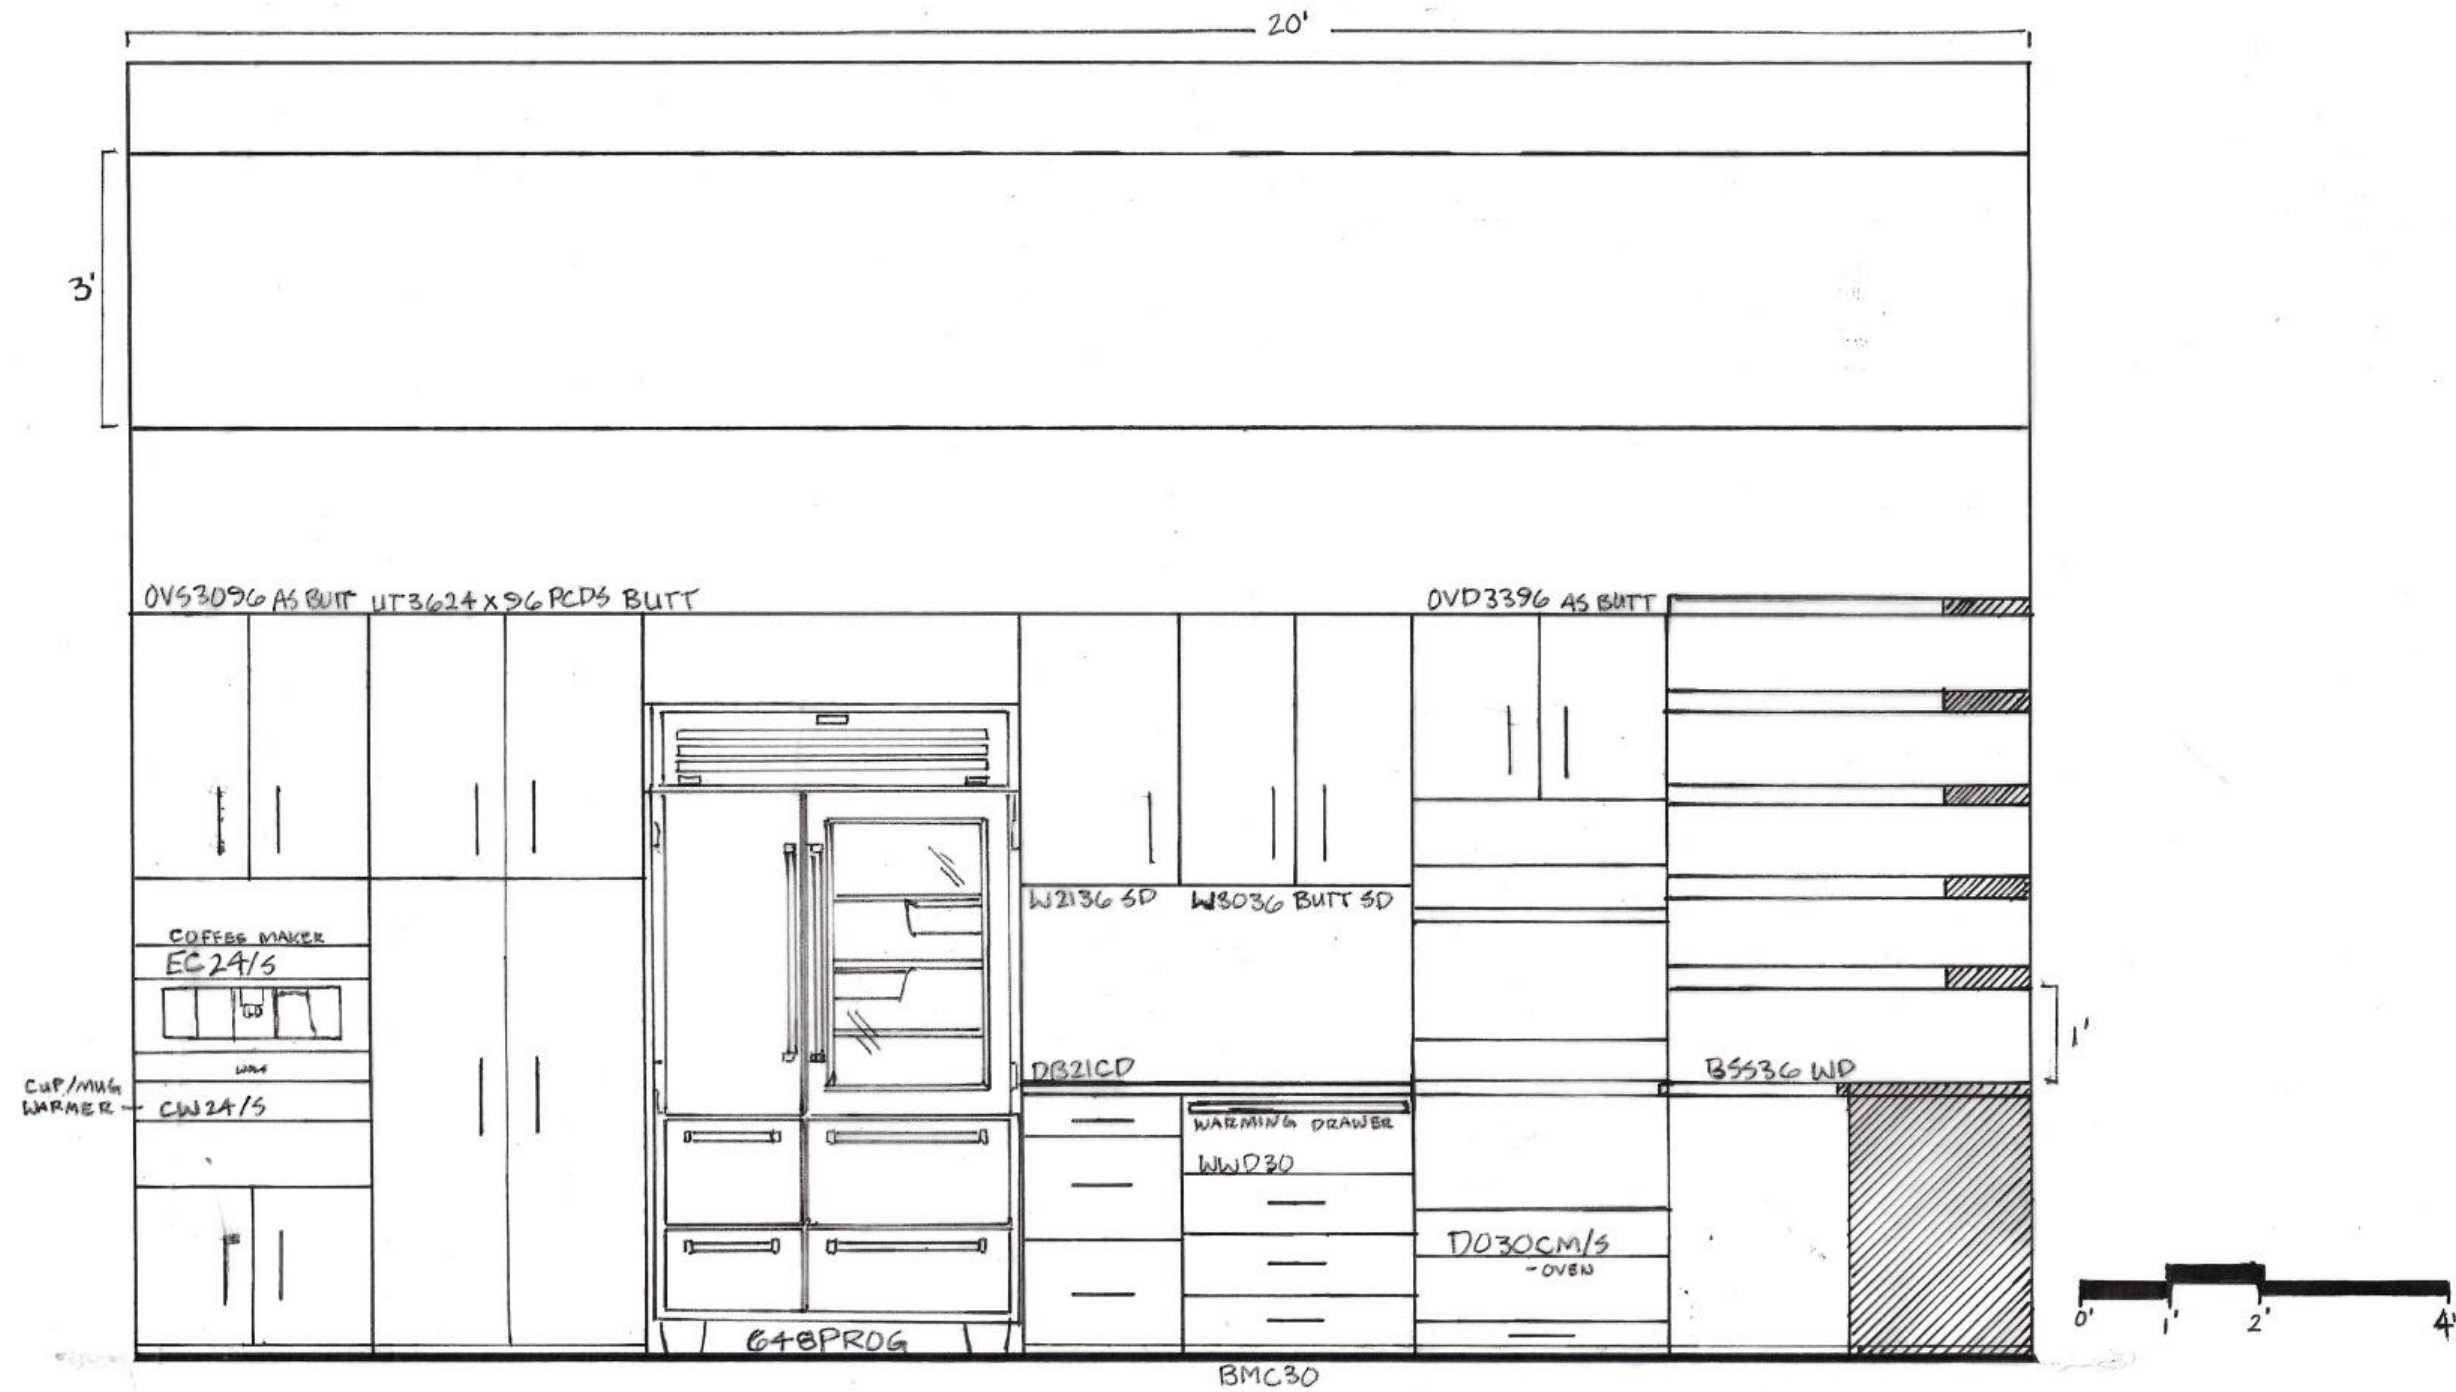 20'
3'
OVS3096 AS BUTT UT3624X96 PCDS BUTT
OVD3396 AS BUTT
W2136 SD W3036 BUTT SD
COFFEE MAKER
EC24/S
WOLF
CUP/MUG
WARMER - CW24/S
DB21CD
BSS36 WD
1'
WARMING DRAWER
WWD30
DO30CM/S
- OVEN
648PROG
BMC30
0' 1' 2' 4'